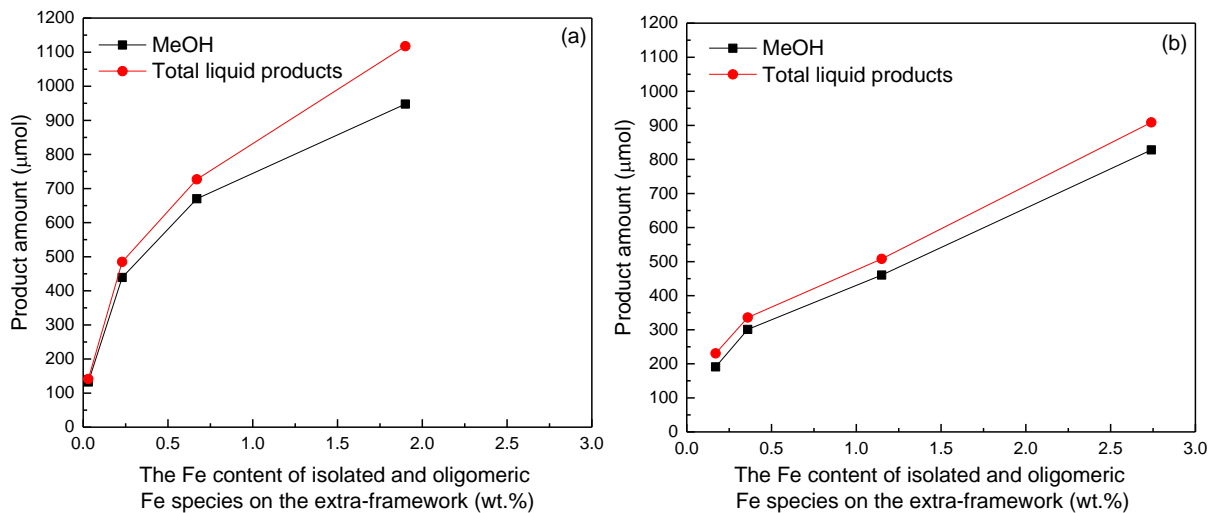 1200
1100
1000
900
800
700
600
500
400
300
200
100
0
Product amount (μmol)
MeOH
Total liquid products
(a)
0.0 0.5 1.0 1.5 2.0 2.5 3.0
The Fe content of isolated and oligomeric
Fe species on the extra-framework (wt.%)
1200
1100
1000
900
800
700
600
500
400
300
200
100
0
Product amount (μmol)
MeOH
Total liquid products
(b)
0.0 0.5 1.0 1.5 2.0 2.5 3.0
The Fe content of isolated and oligomeric
Fe species on the extra-framework (wt.%)